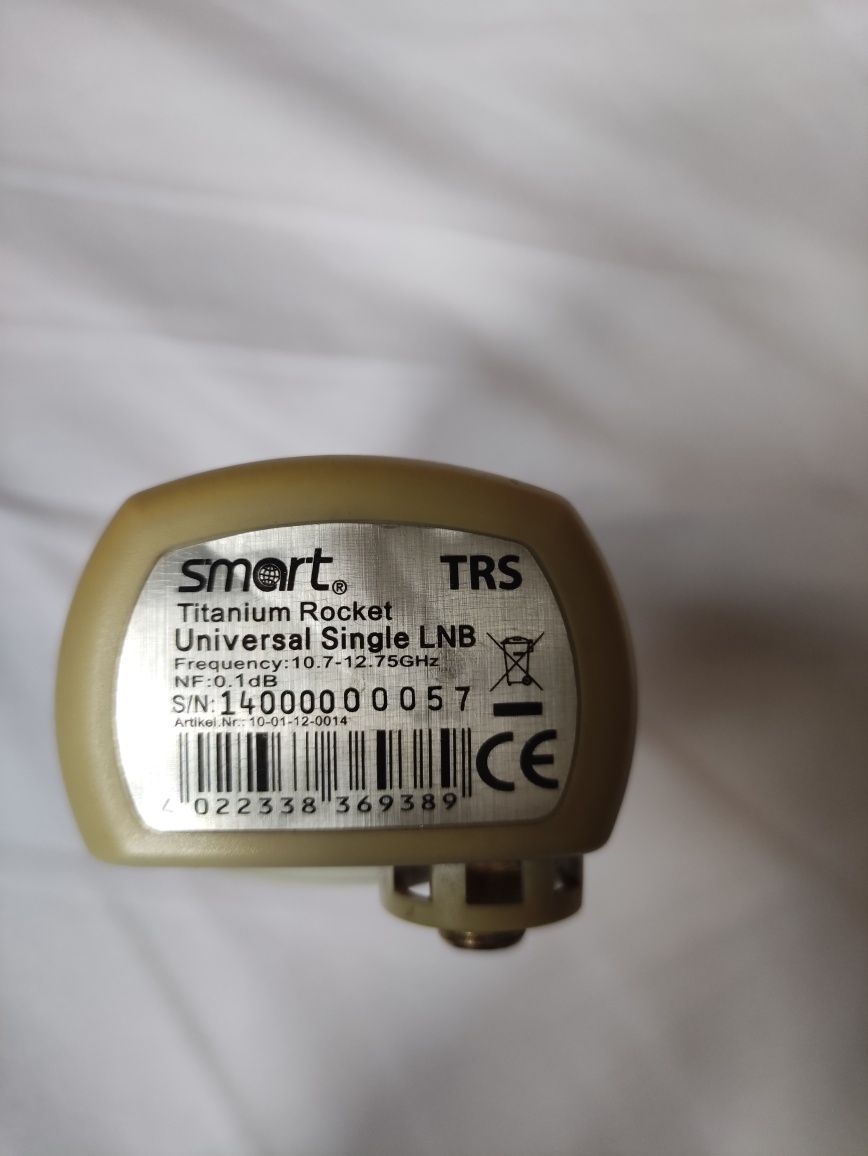 smart® TRS
Titanium Rocket
Universal Single LNB
Frequency:10.7-12.75GHz
NF:0.1dB
S/N:14000000057
Artikel.Nr.: 10-01-12-0014
CE
4 022338 369389